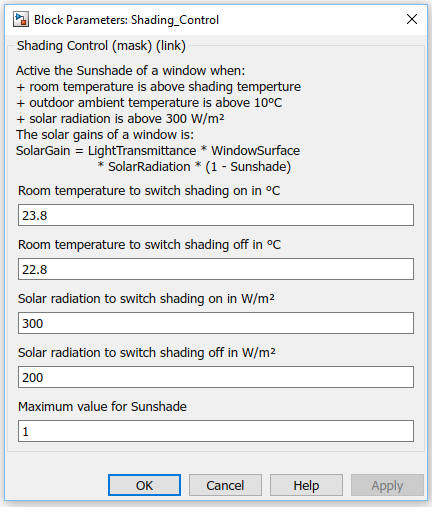 Block Parameters: Shading_Control
Shading Control (mask) (link)
Active the Sunshade of a window when:
+ room temperature is above shading temperture
+ outdoor ambient temperature is above 10ºC
+ solar radiation is above 300 W/m²
The solar gains of a window is:
SolarGain = LightTransmittance * WindowSurface
* SolarRadiation * (1 - Sunshade)
Room temperature to switch shading on in ºC
23.8
Room temperature to switch shading off in ºC
22.8
Solar radiation to switch shading on in W/m²
300
Solar radiation to switch shading off in W/m²
200
Maximum value for Sunshade
1
OK Cancel Help Apply